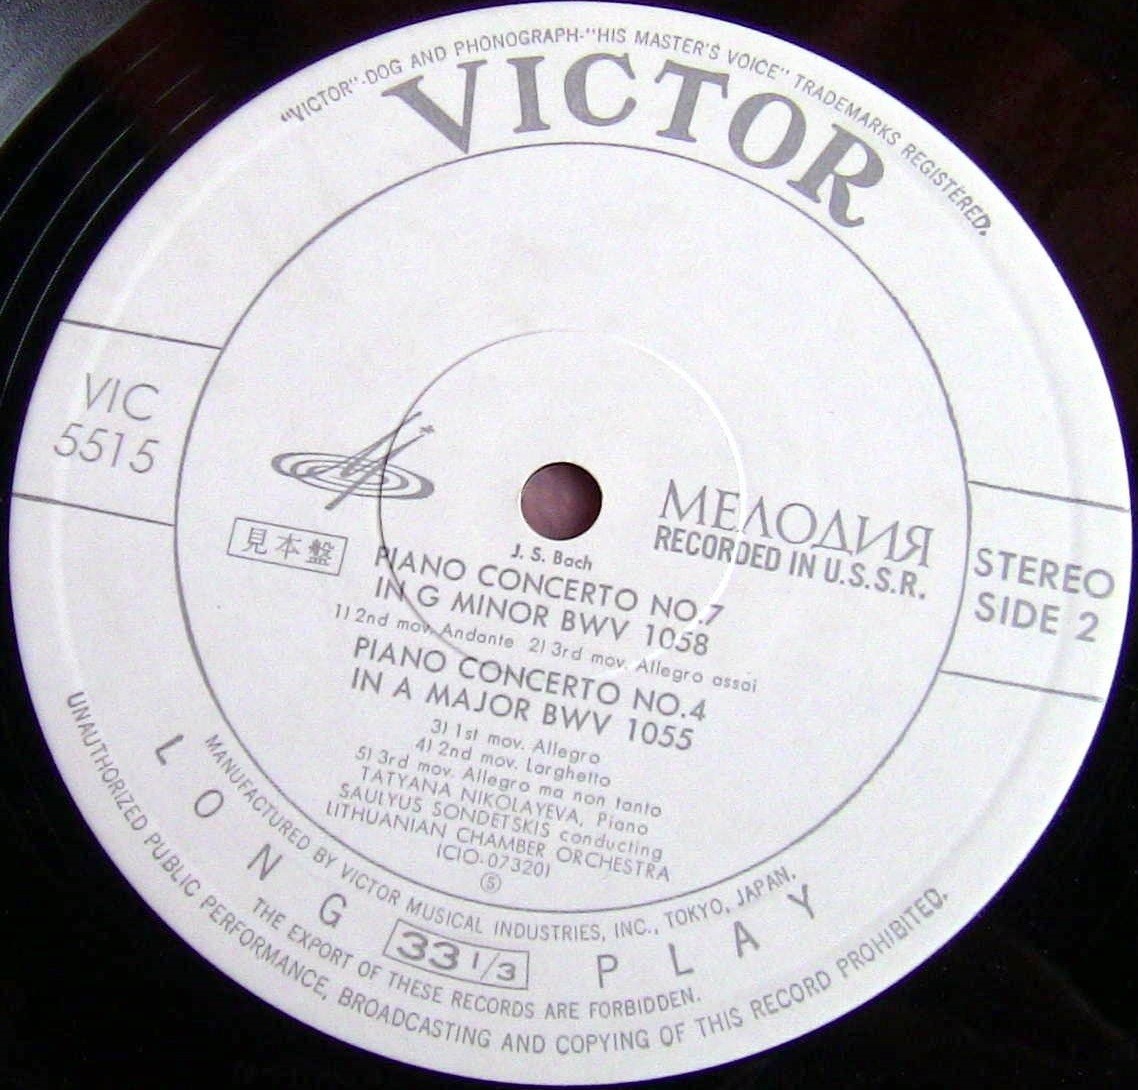 "VICTOR"-DOG AND PHONOGRAPH-"HIS MASTER'S VOICE" TRADEMARKS REGISTERED.
VICTOR
VIC
5515
МЕЛОДИЯ
RECORDED IN U.S.S.R.
STEREO
SIDE 2
見本盤
J. S. Bach
PIANO CONCERTO NO.7
IN G MINOR BWV 1058
1) 2nd mov. Andante 2) 3rd mov. Allegro assai
PIANO CONCERTO NO.4
IN A MAJOR BWV 1055
3) 1st mov. Allegro
4) 2nd mov. Larghetto
5) 3rd mov. Allegro ma non tanto
TATYANA NIKOLAYEVA, Piano
SAULYUS SONDETSKIS conducting
LITHUANIAN CHAMBER ORCHESTRA
(CIO-07320)
Ⓢ
MANUFACTURED BY VICTOR MUSICAL INDUSTRIES, INC., TOKYO, JAPAN.
LONG 33 1/3 PLAY
THE EXPORT OF THESE RECORDS ARE FORBIDDEN.
UNAUTHORIZED PUBLIC PERFORMANCE, BROADCASTING AND COPYING OF THIS RECORD PROHIBITED.